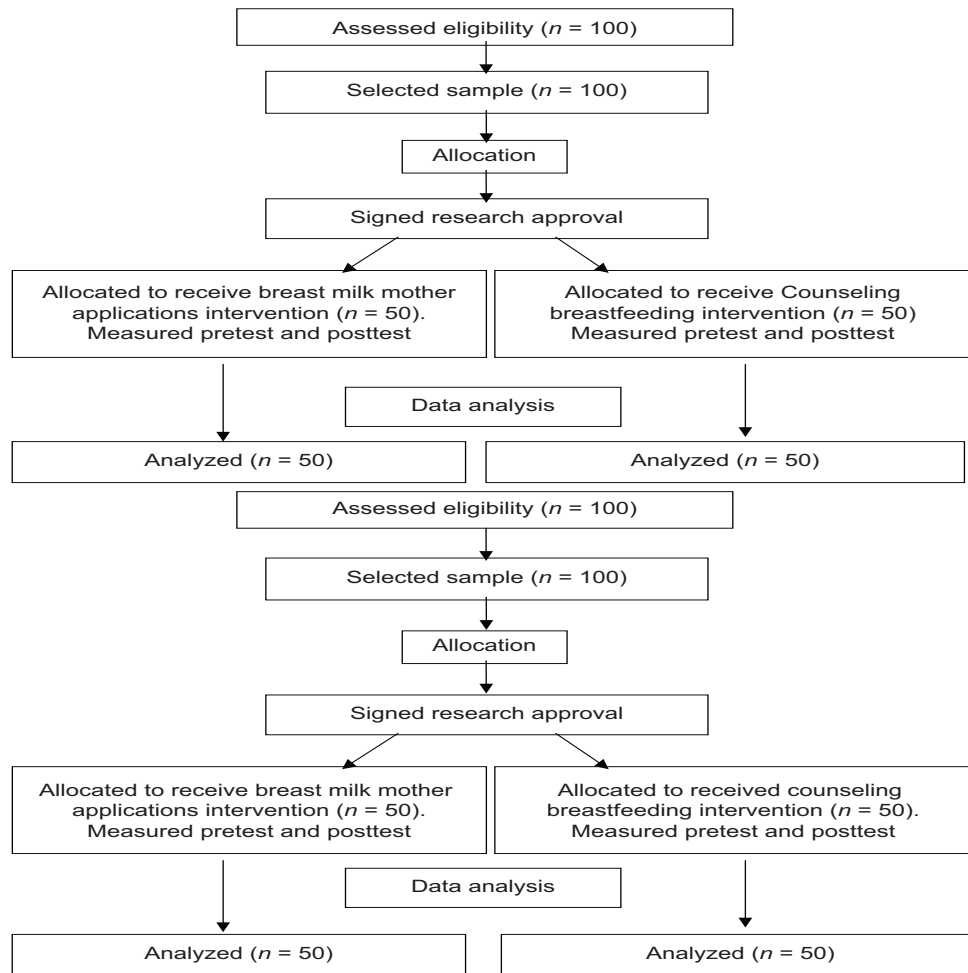 Assessed eligibility (n = 100)
Selected sample (n = 100)
Allocation
Signed research approval
Allocated to receive breast milk mother
applications intervention (n = 50).
Measured pretest and posttest
Allocated to receive Counseling
breastfeeding intervention (n = 50)
Measured pretest and posttest
Data analysis
Analyzed (n = 50)
Analyzed (n = 50)
Assessed eligibility (n = 100)
Selected sample (n = 100)
Allocation
Signed research approval
Allocated to receive breast milk mother
applications intervention (n = 50).
Measured pretest and posttest
Allocated to received counseling
breastfeeding intervention (n = 50).
Measured pretest and posttest
Data analysis
Analyzed (n = 50)
Analyzed (n = 50)